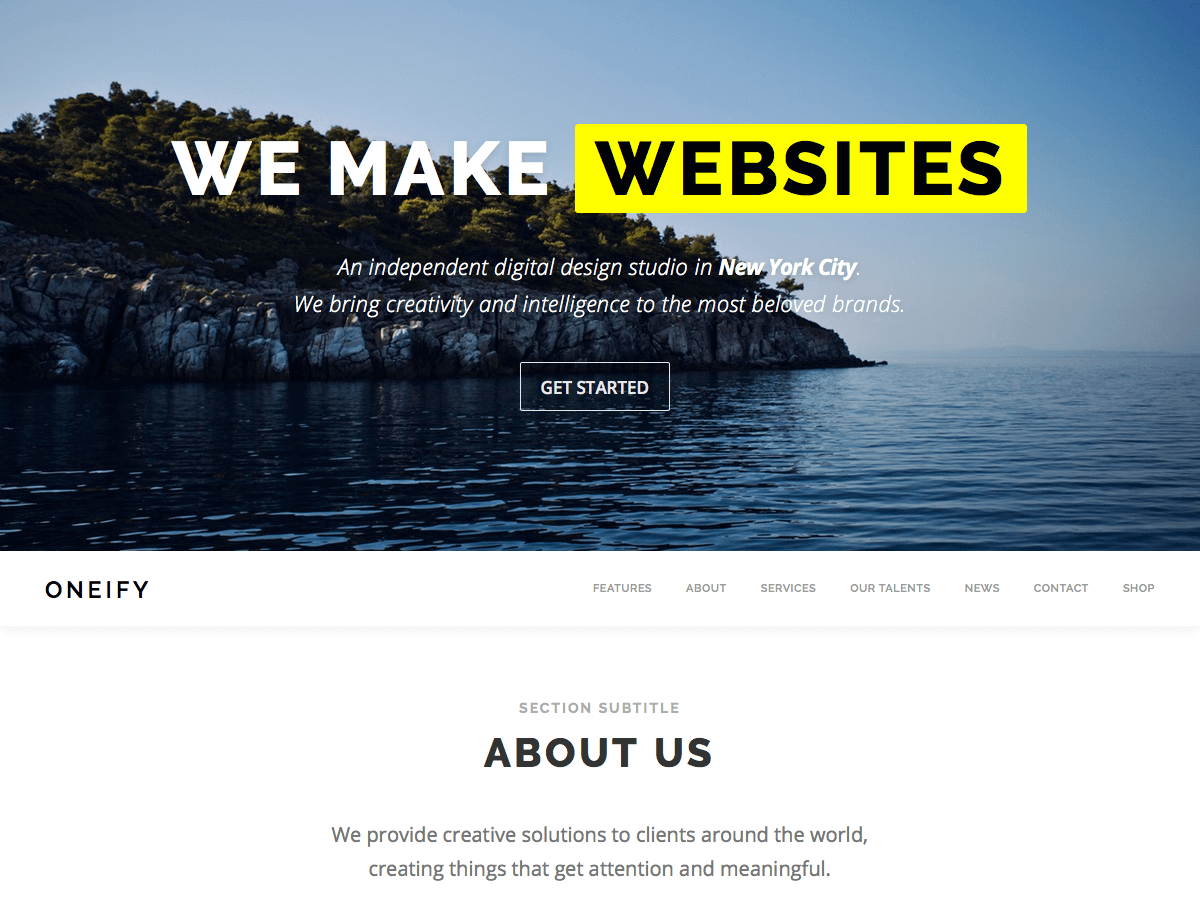 WE MAKE WEBSITES
An independent digital design studio in New York City.
We bring creativity and intelligence to the most beloved brands.
GET STARTED
ONEIFY
FEATURES ABOUT SERVICES OUR TALENTS NEWS CONTACT SHOP
SECTION SUBTITLE
ABOUT US
We provide creative solutions to clients around the world,
creating things that get attention and meaningful.